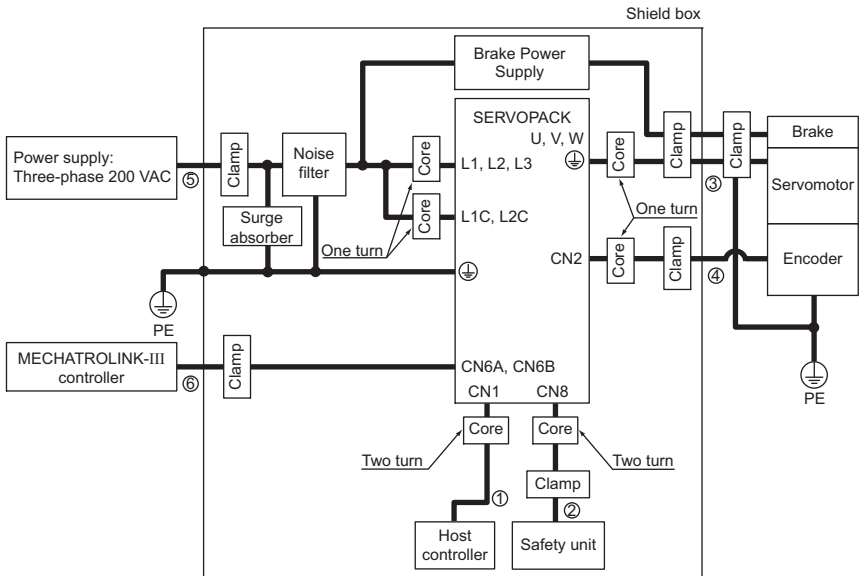 Shield box
Brake Power
Supply
SERVOPACK
U, V, W
Power supply:
Three-phase 200 VAC
⑤
Clamp
Noise
filter
Core
L1, L2, L3
Core
Clamp
Clamp
Brake
③
Servomotor
Surge
absorber
Core
L1C, L2C
One turn
One turn
CN2
Core
Clamp
④
Encoder
PE
PE
MECHATROLINK-III
controller
⑥
Clamp
CN6A, CN6B
CN1
CN8
Core
Core
Two turn
Two turn
Clamp
①
②
Host
controller
Safety unit